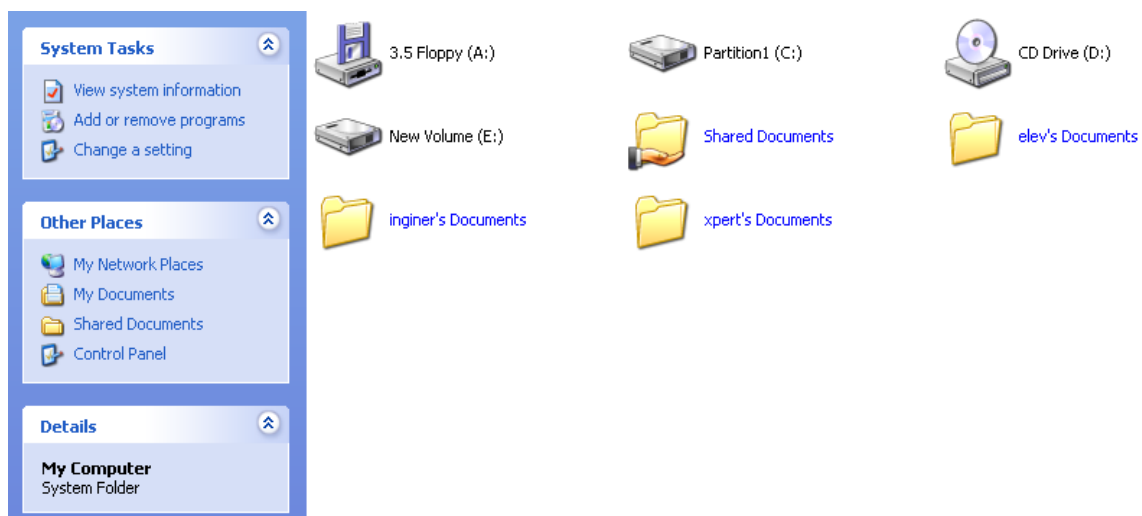 System Tasks
View system information
Add or remove programs
Change a setting
Other Places
My Network Places
My Documents
Shared Documents
Control Panel
Details
My Computer
System Folder
3.5 Floppy (A:)
Partition1 (C:)
CD Drive (D:)
New Volume (E:)
Shared Documents
elev's Documents
inginer's Documents
xpert's Documents